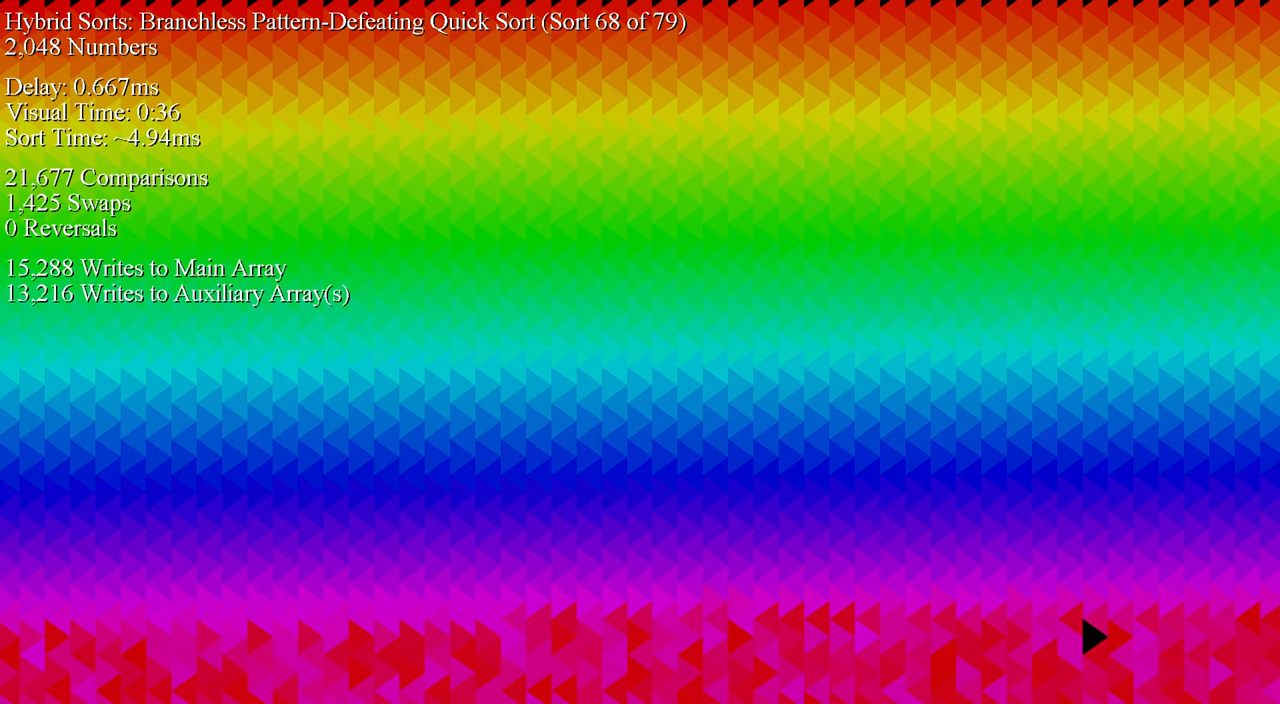 Hybrid Sorts: Branchless Pattern-Defeating Quick Sort (Sort 68 of 79)
2,048 Numbers
Delay: 0.667ms
Visual Time: 0:36
Sort Time: ~4.94ms
21,677 Comparisons
1,425 Swaps
0 Reversals
15,288 Writes to Main Array
13,216 Writes to Auxiliary Array(s)